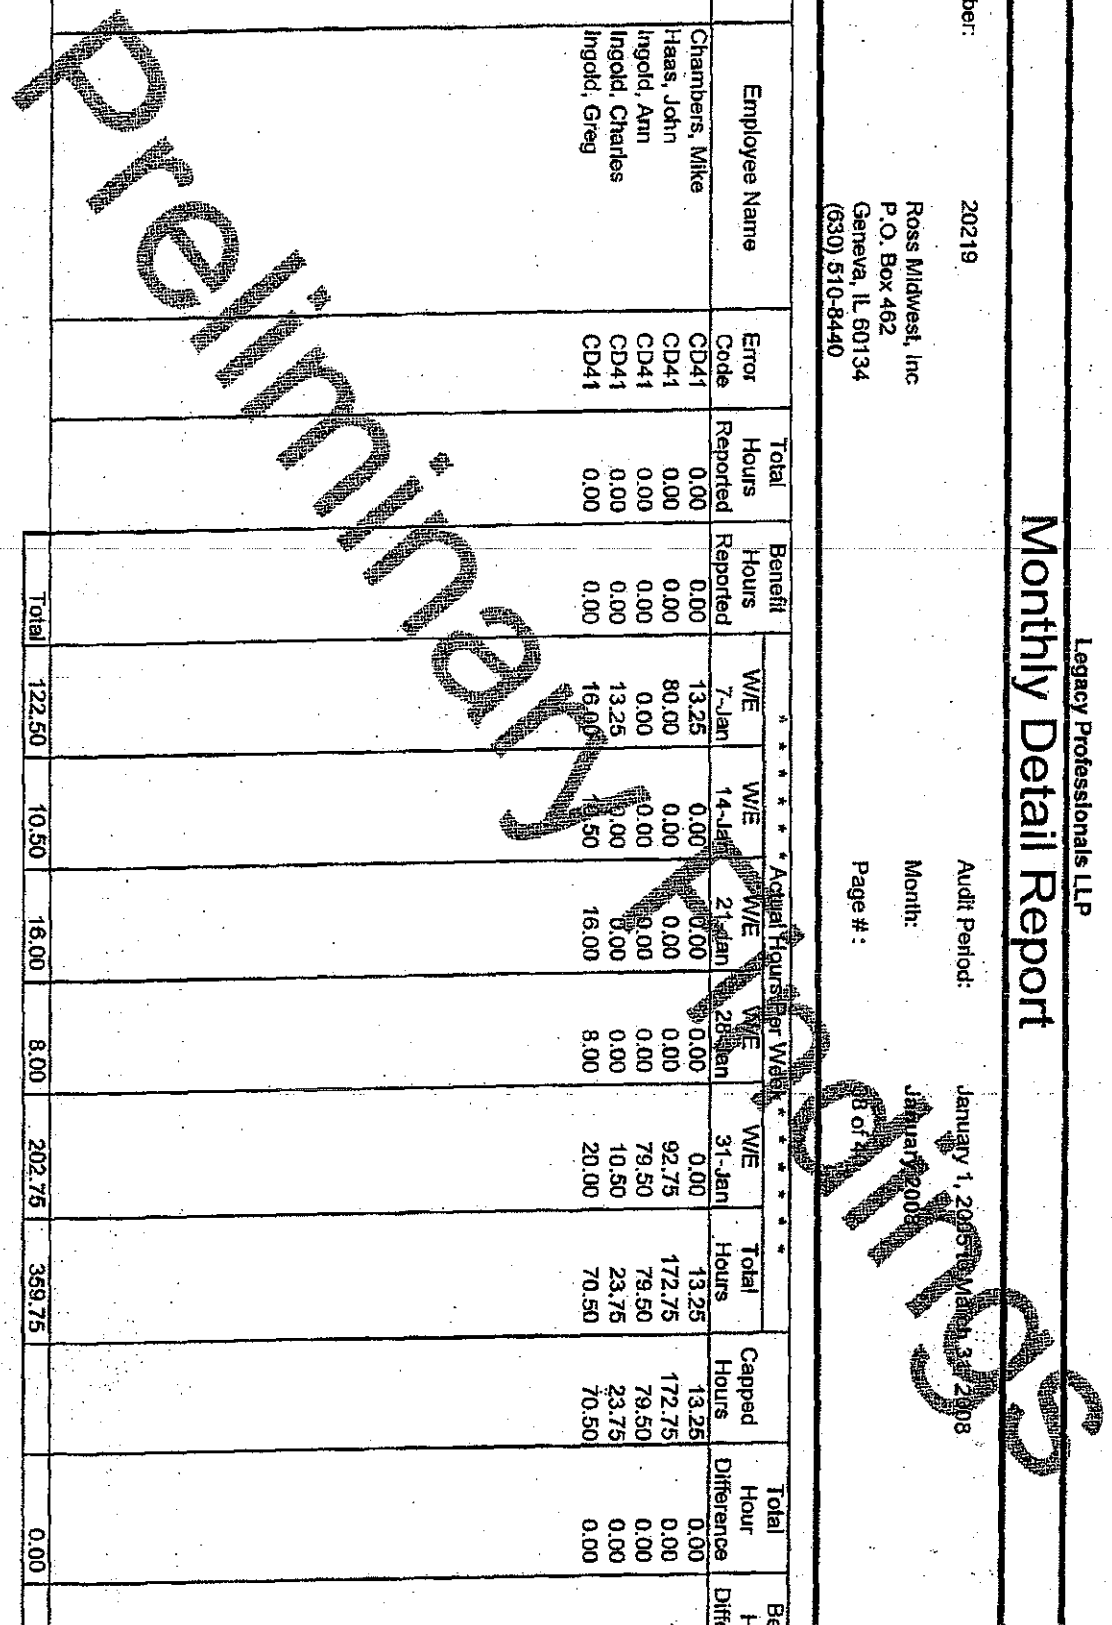 Legacy Professionals LLP
Monthly Detail Report
ber: 20219 Audit Period: January 1, 2005 to March 31, 2008
Ross Midwest, Inc Month: January 2008
P.O. Box 462
Geneva, IL 60134 Page # : of
(630) 510-8440
Total Benefit * * * * * * Actual Hours Per Week * * * * * * Total
Employee Name Error Hours Hours W/E W/E W/E W/E W/E Total Capped Hour
Code Reported Reported 7-Jan 14-Jan 21-Jan 28-Jan 31-Jan Hours Hours Difference
Chambers, Mike CD41 0.00 0.00 13.25 0.00 0.00 0.00 0.00 13.25 13.25 0.00
Haas, John CD41 0.00 0.00 80.00 0.00 0.00 0.00 92.75 172.75 172.75 0.00
Ingold, Ann CD41 0.00 0.00 0.00 0.00 0.00 0.00 79.50 79.50 79.50 0.00
Ingold, Charles CD41 0.00 0.00 13.25 0.00 0.00 0.00 10.50 23.75 23.75 0.00
Ingold, Greg CD41 0.00 0.00 16.00 10.50 16.00 8.00 20.00 70.50 70.50 0.00
Total 122.50 10.50 16.00 8.00 202.75 359.75 0.00
Preliminary Findings